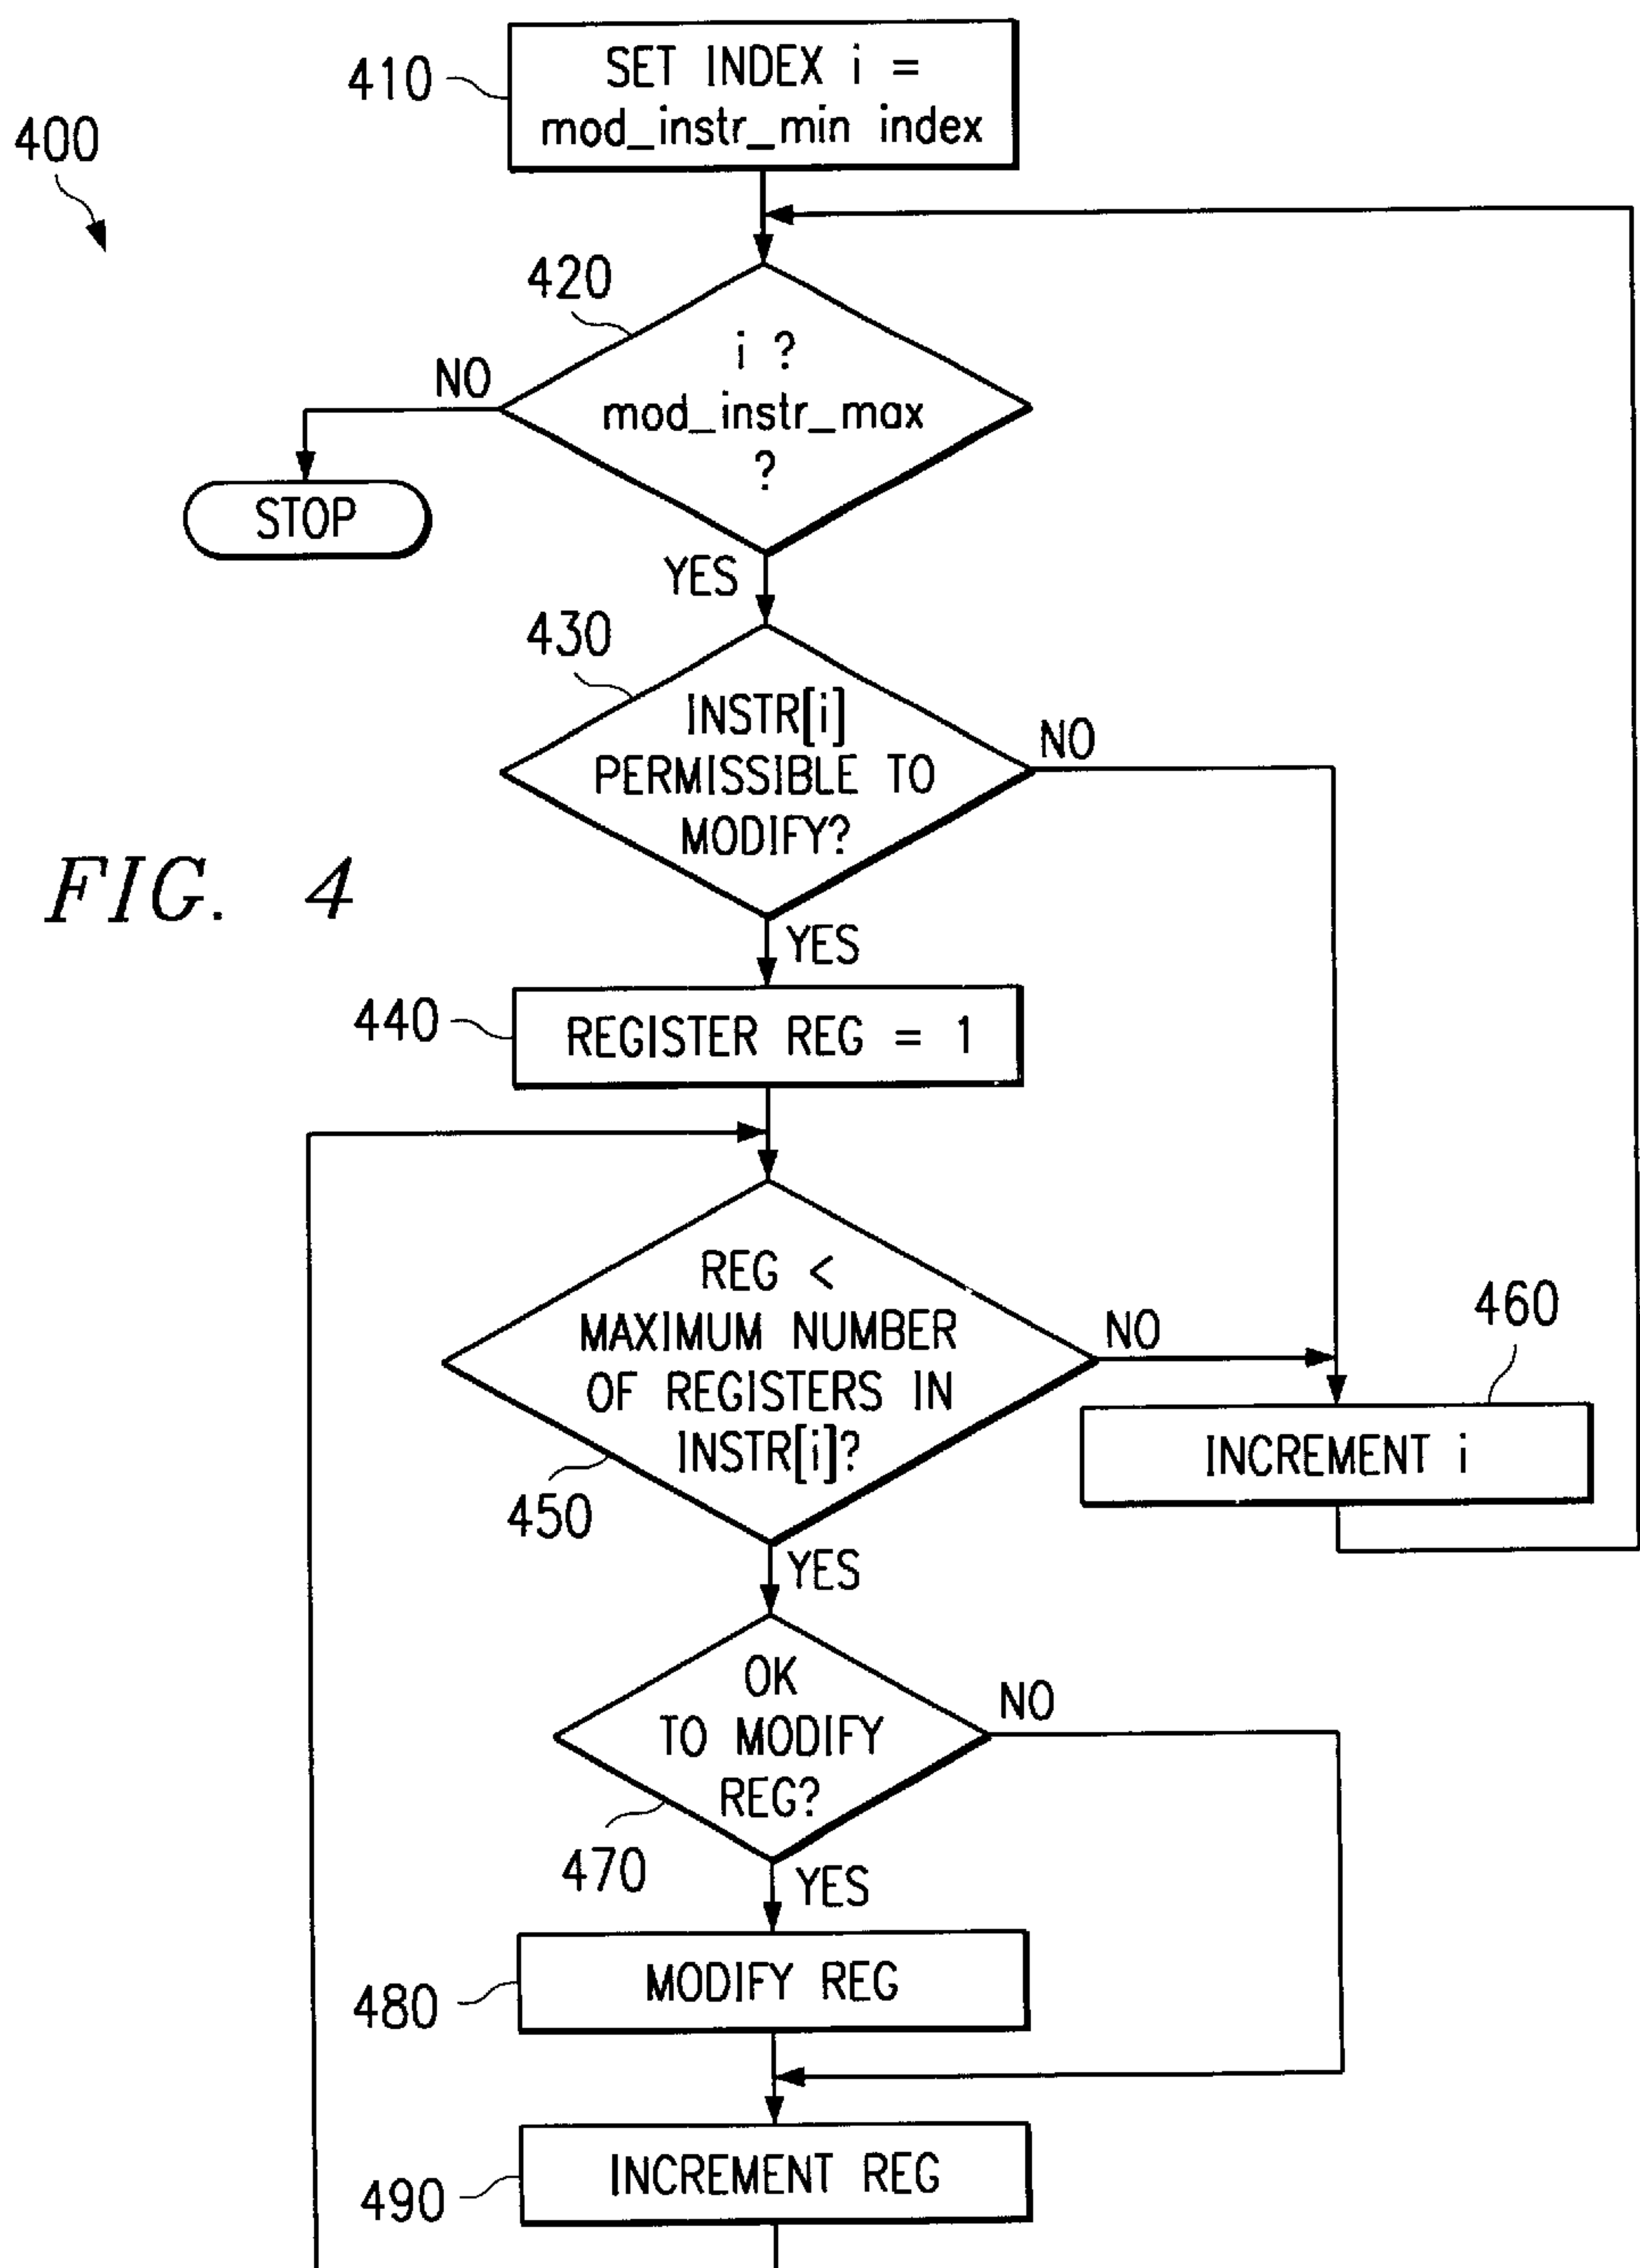 410
SET INDEX i =
mod_instr_min index
400
420
i ?
mod_instr_max
?
NO
STOP
YES
430
INSTR[i]
PERMISSIBLE TO
MODIFY?
NO
FIG. 4
YES
440
REGISTER REG = 1
REG <
MAXIMUM NUMBER
OF REGISTERS IN
INSTR[i]?
NO
460
INCREMENT i
450
YES
OK
TO MODIFY
REG?
NO
470
YES
MODIFY REG
480
INCREMENT REG
490